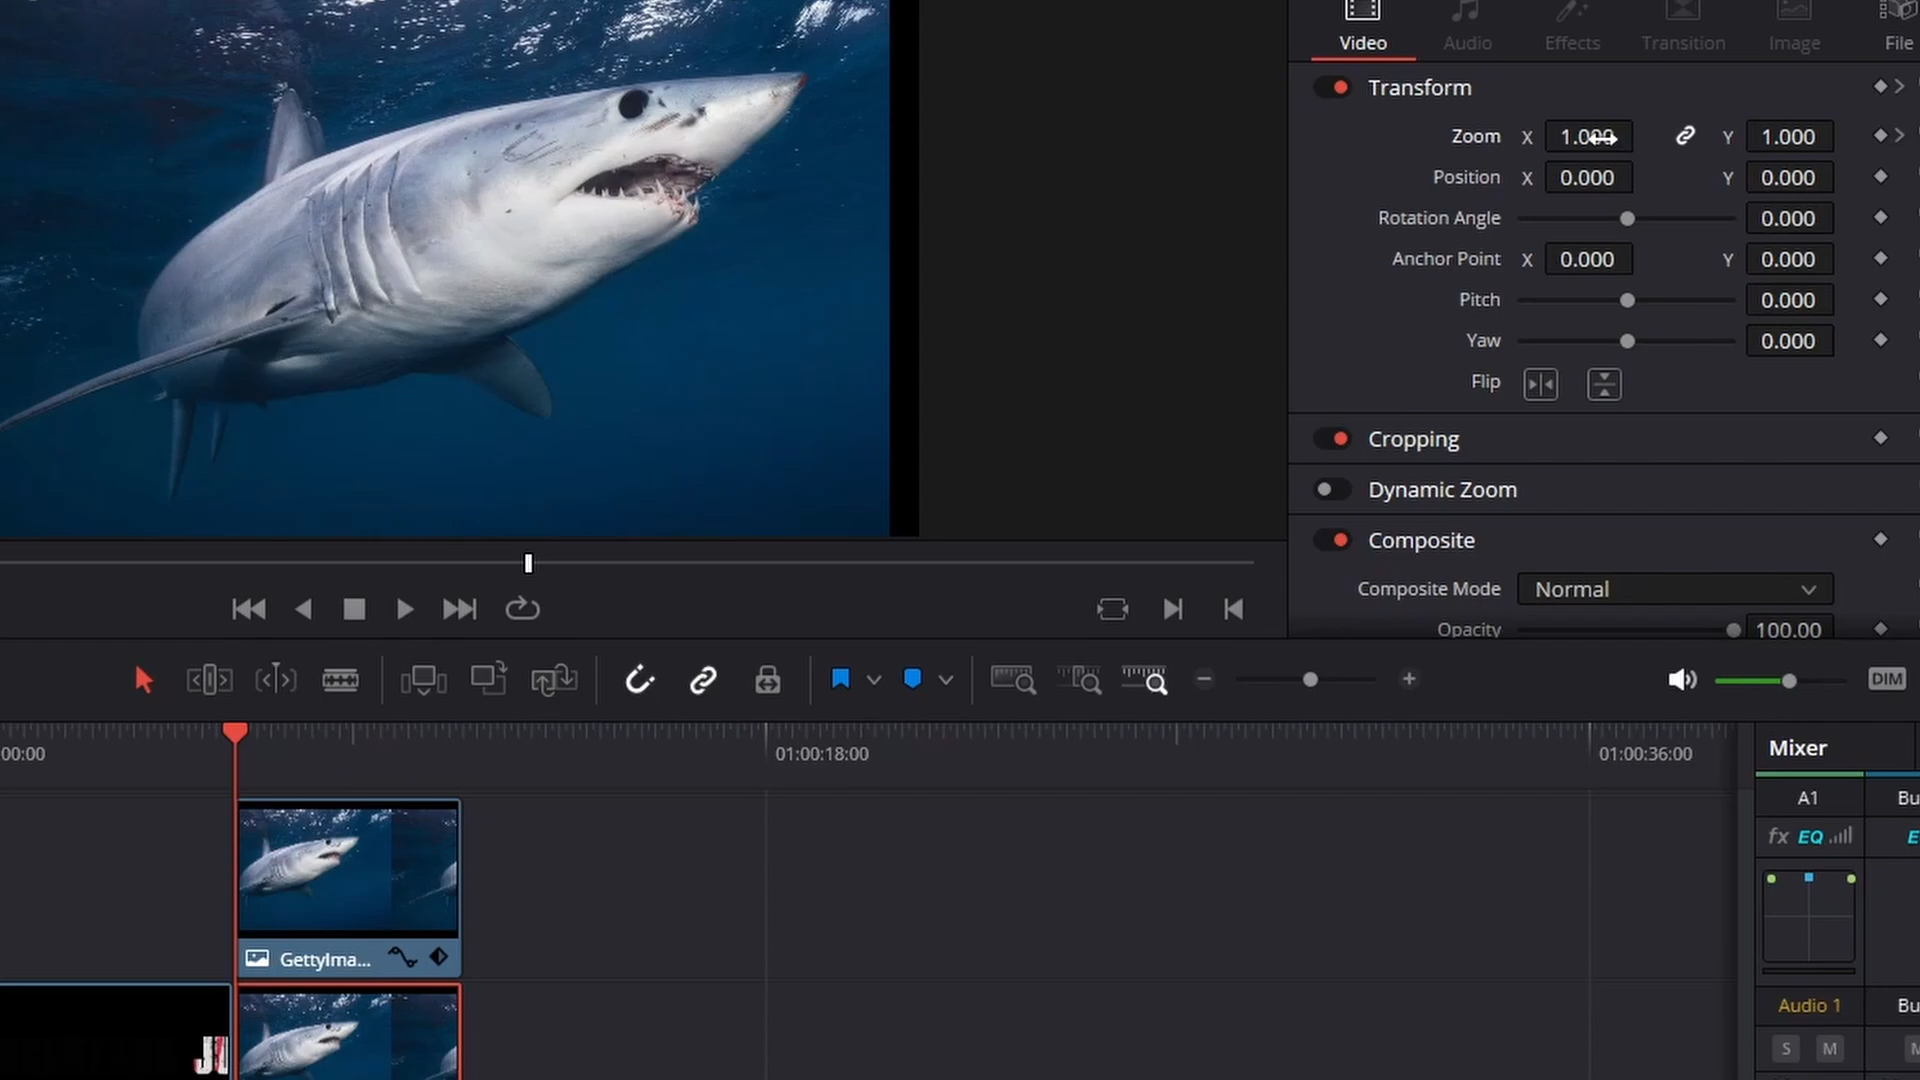 Video Audio Effects Transition Image File
Transform
Zoom X 1.000 Y 1.000
Position X 0.000 Y 0.000
Rotation Angle 0.000
Anchor Point X 0.000 Y 0.000
Pitch 0.000
Yaw 0.000
Flip
Cropping
Dynamic Zoom
Composite
Composite Mode Normal
Opacity 100.00
DIM
00:00 01:00:18:00 01:00:36:00
Mixer
A1 Bu
fx EQ E
GettyIma...
Audio 1 Bu
S M M